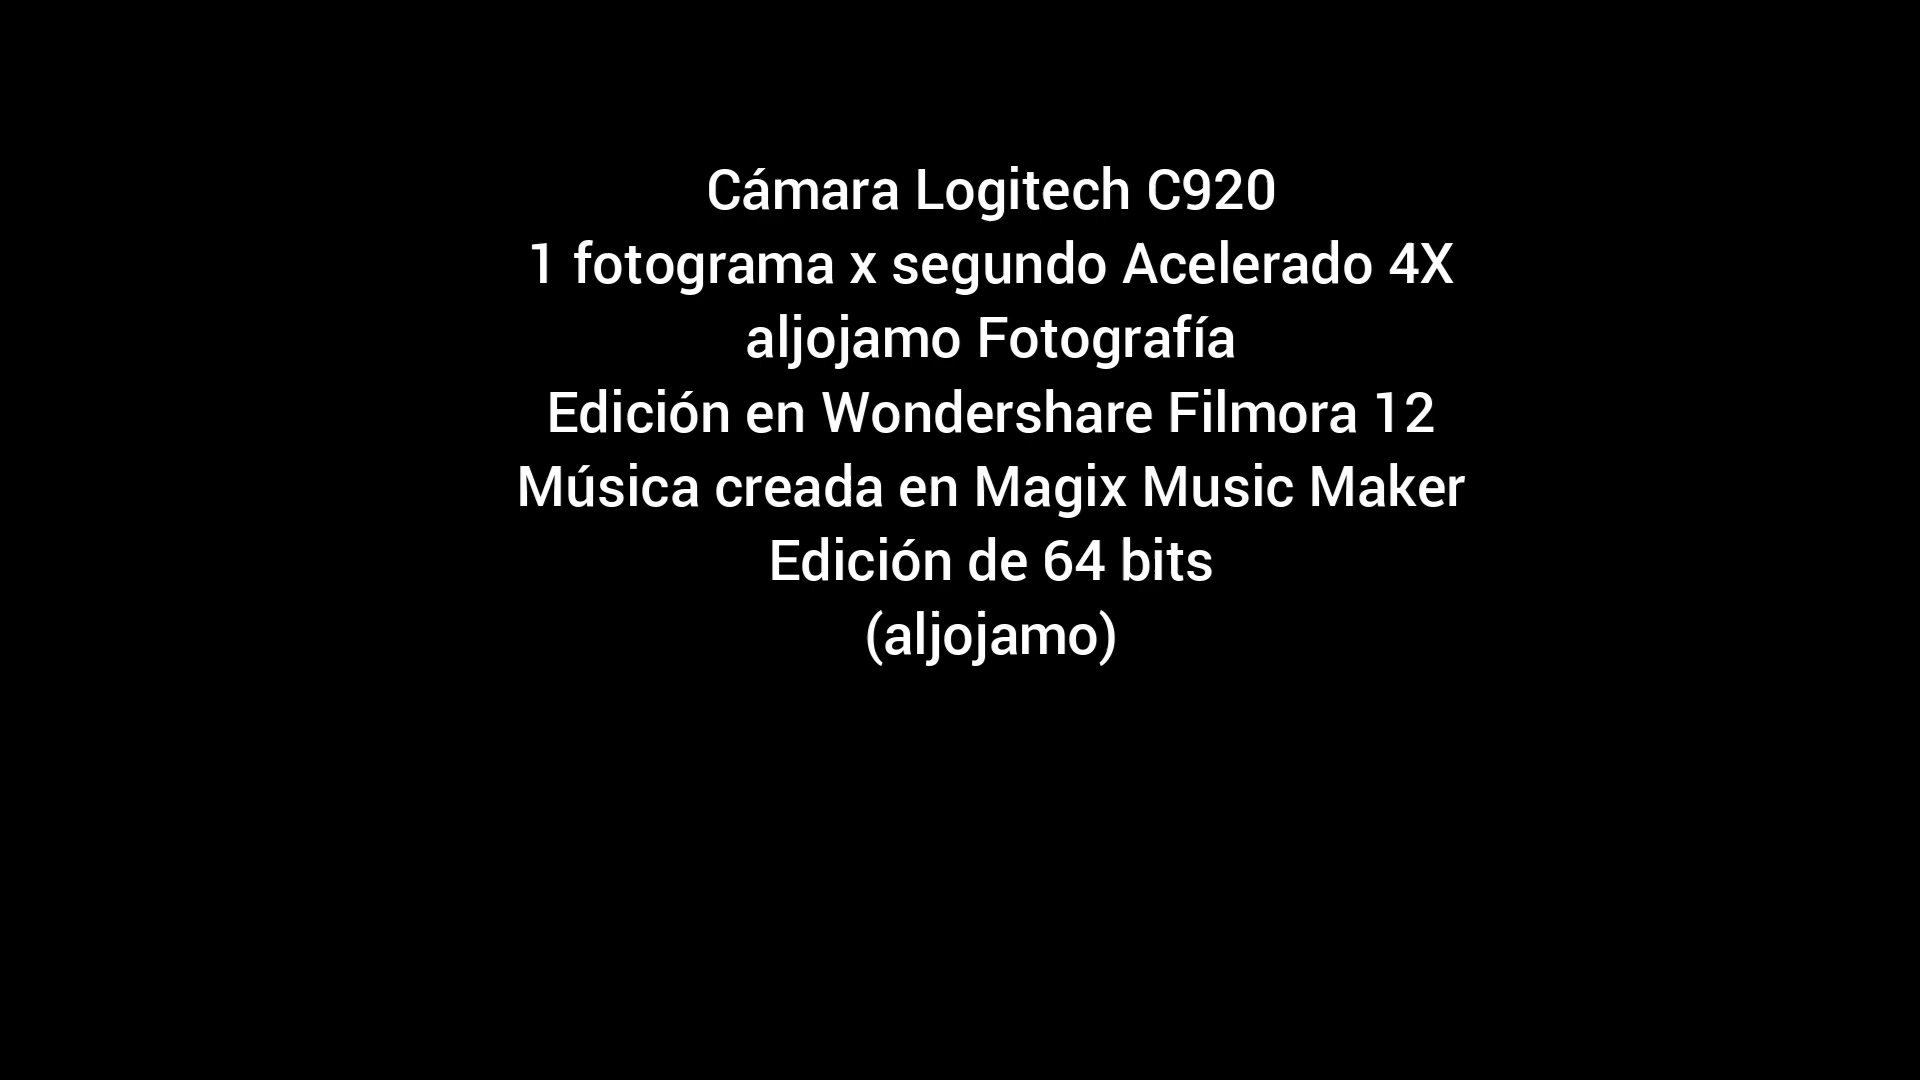 Cámara Logitech C920
1 fotograma x segundo Acelerado 4X
aljojamo Fotografía
Edición en Wondershare Filmora 12
Música creada en Magix Music Maker
Edición de 64 bits
(aljojamo)